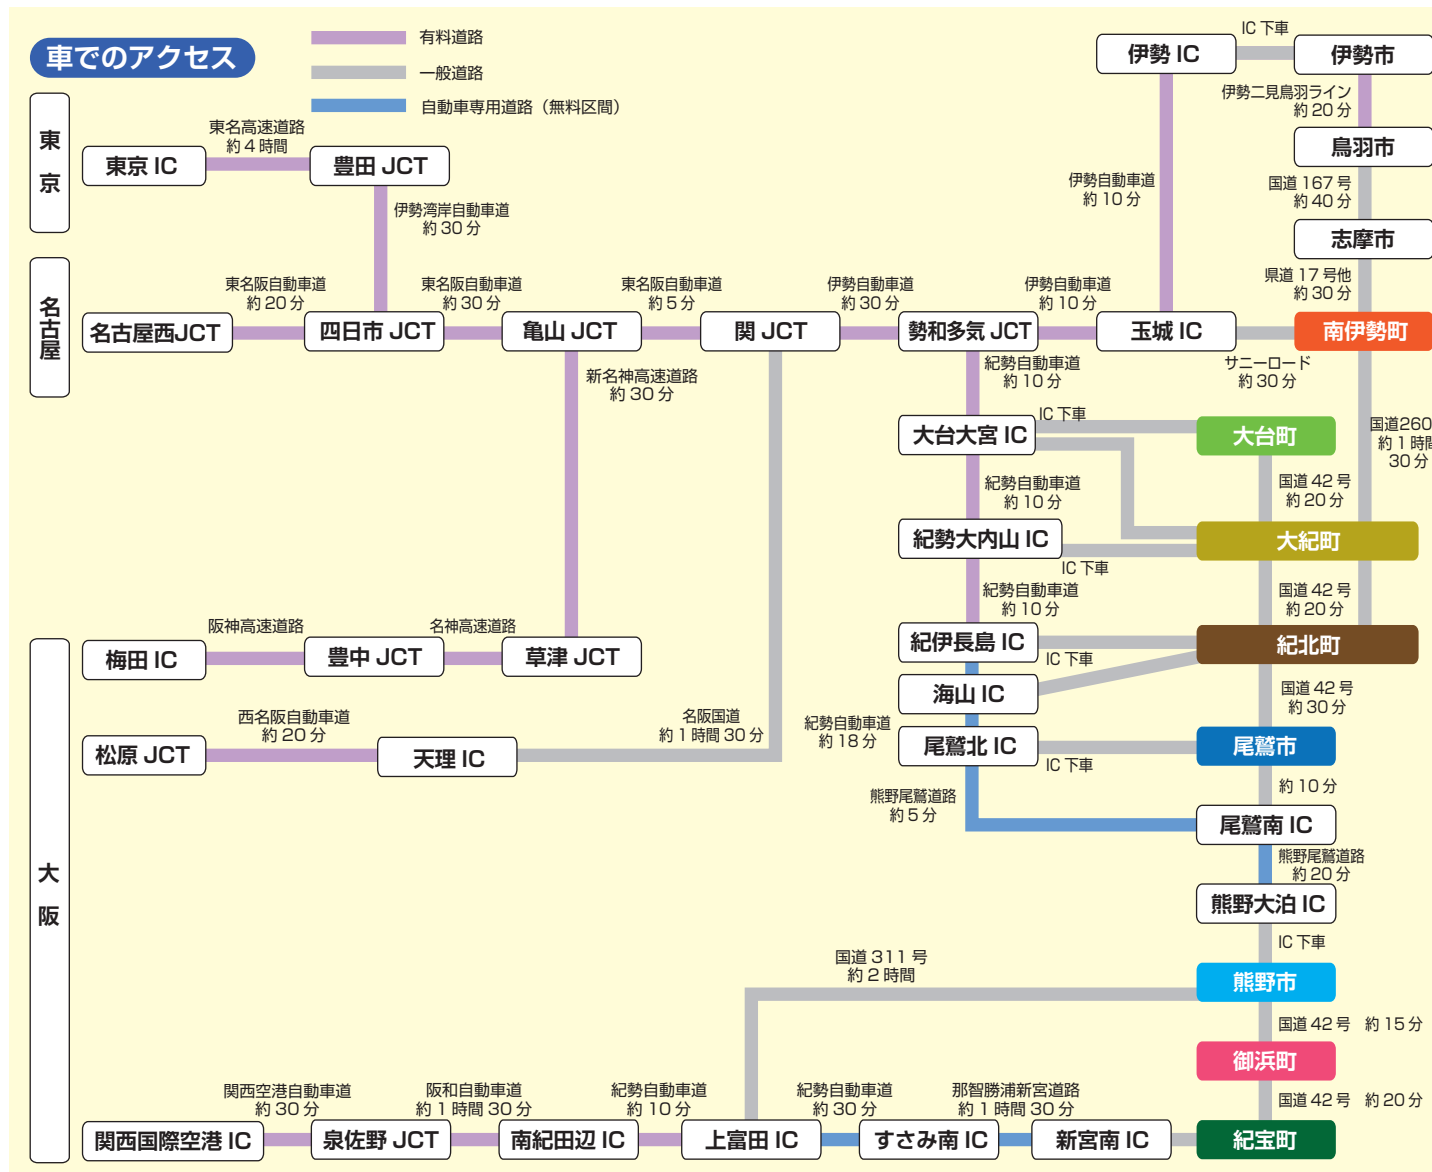 車でのアクセス
有料道路
一般道路
自動車専用道路（無料区間）
東京
東京 IC
東名高速道路
約 4 時間
豊田 JCT
伊勢湾岸自動車道
約 30 分
伊勢 IC
IC 下車
伊勢市
伊勢二見鳥羽ライン
約 20 分
鳥羽市
国道 167 号
約 40 分
志摩市
県道 17 号他
約 30 分
伊勢自動車道
約 10 分
名古屋
名古屋西JCT
東名阪自動車道
約 20 分
四日市 JCT
東名阪自動車道
約 30 分
亀山 JCT
東名阪自動車道
約 5 分
関 JCT
伊勢自動車道
約 30 分
勢和多気 JCT
伊勢自動車道
約 10 分
玉城 IC
サニーロード
約 30 分
南伊勢町
新名神高速道路
約 30 分
紀勢自動車道
約 10 分
大台大宮 IC
IC 下車
大台町
国道260
約 1 時間
30 分
国道 42 号
約 20 分
紀勢自動車道
約 10 分
紀勢大内山 IC
IC 下車
大紀町
紀勢自動車道
約 10 分
国道 42 号
約 20 分
紀伊長島 IC
IC 下車
紀北町
海山 IC
国道 42 号
約 30 分
紀勢自動車道
約 18 分
尾鷲北 IC
IC 下車
尾鷲市
約 10 分
熊野尾鷲道路
約 5 分
尾鷲南 IC
熊野尾鷲道路
約 20 分
熊野大泊 IC
IC 下車
大阪
梅田 IC
阪神高速道路
豊中 JCT
名神高速道路
草津 JCT
松原 JCT
西名阪自動車道
約 20 分
天理 IC
名阪国道
約 1 時間 30 分
国道 311 号
約 2 時間
熊野市
国道 42 号　約 15 分
御浜町
国道 42 号　約 20 分
関西国際空港 IC
関西空港自動車道
約 30 分
泉佐野 JCT
阪和自動車道
約 1 時間 30 分
南紀田辺 IC
紀勢自動車道
約 10 分
上富田 IC
紀勢自動車道
約 30 分
すさみ南 IC
那智勝浦新宮道路
約 1 時間 30 分
新宮南 IC
紀宝町